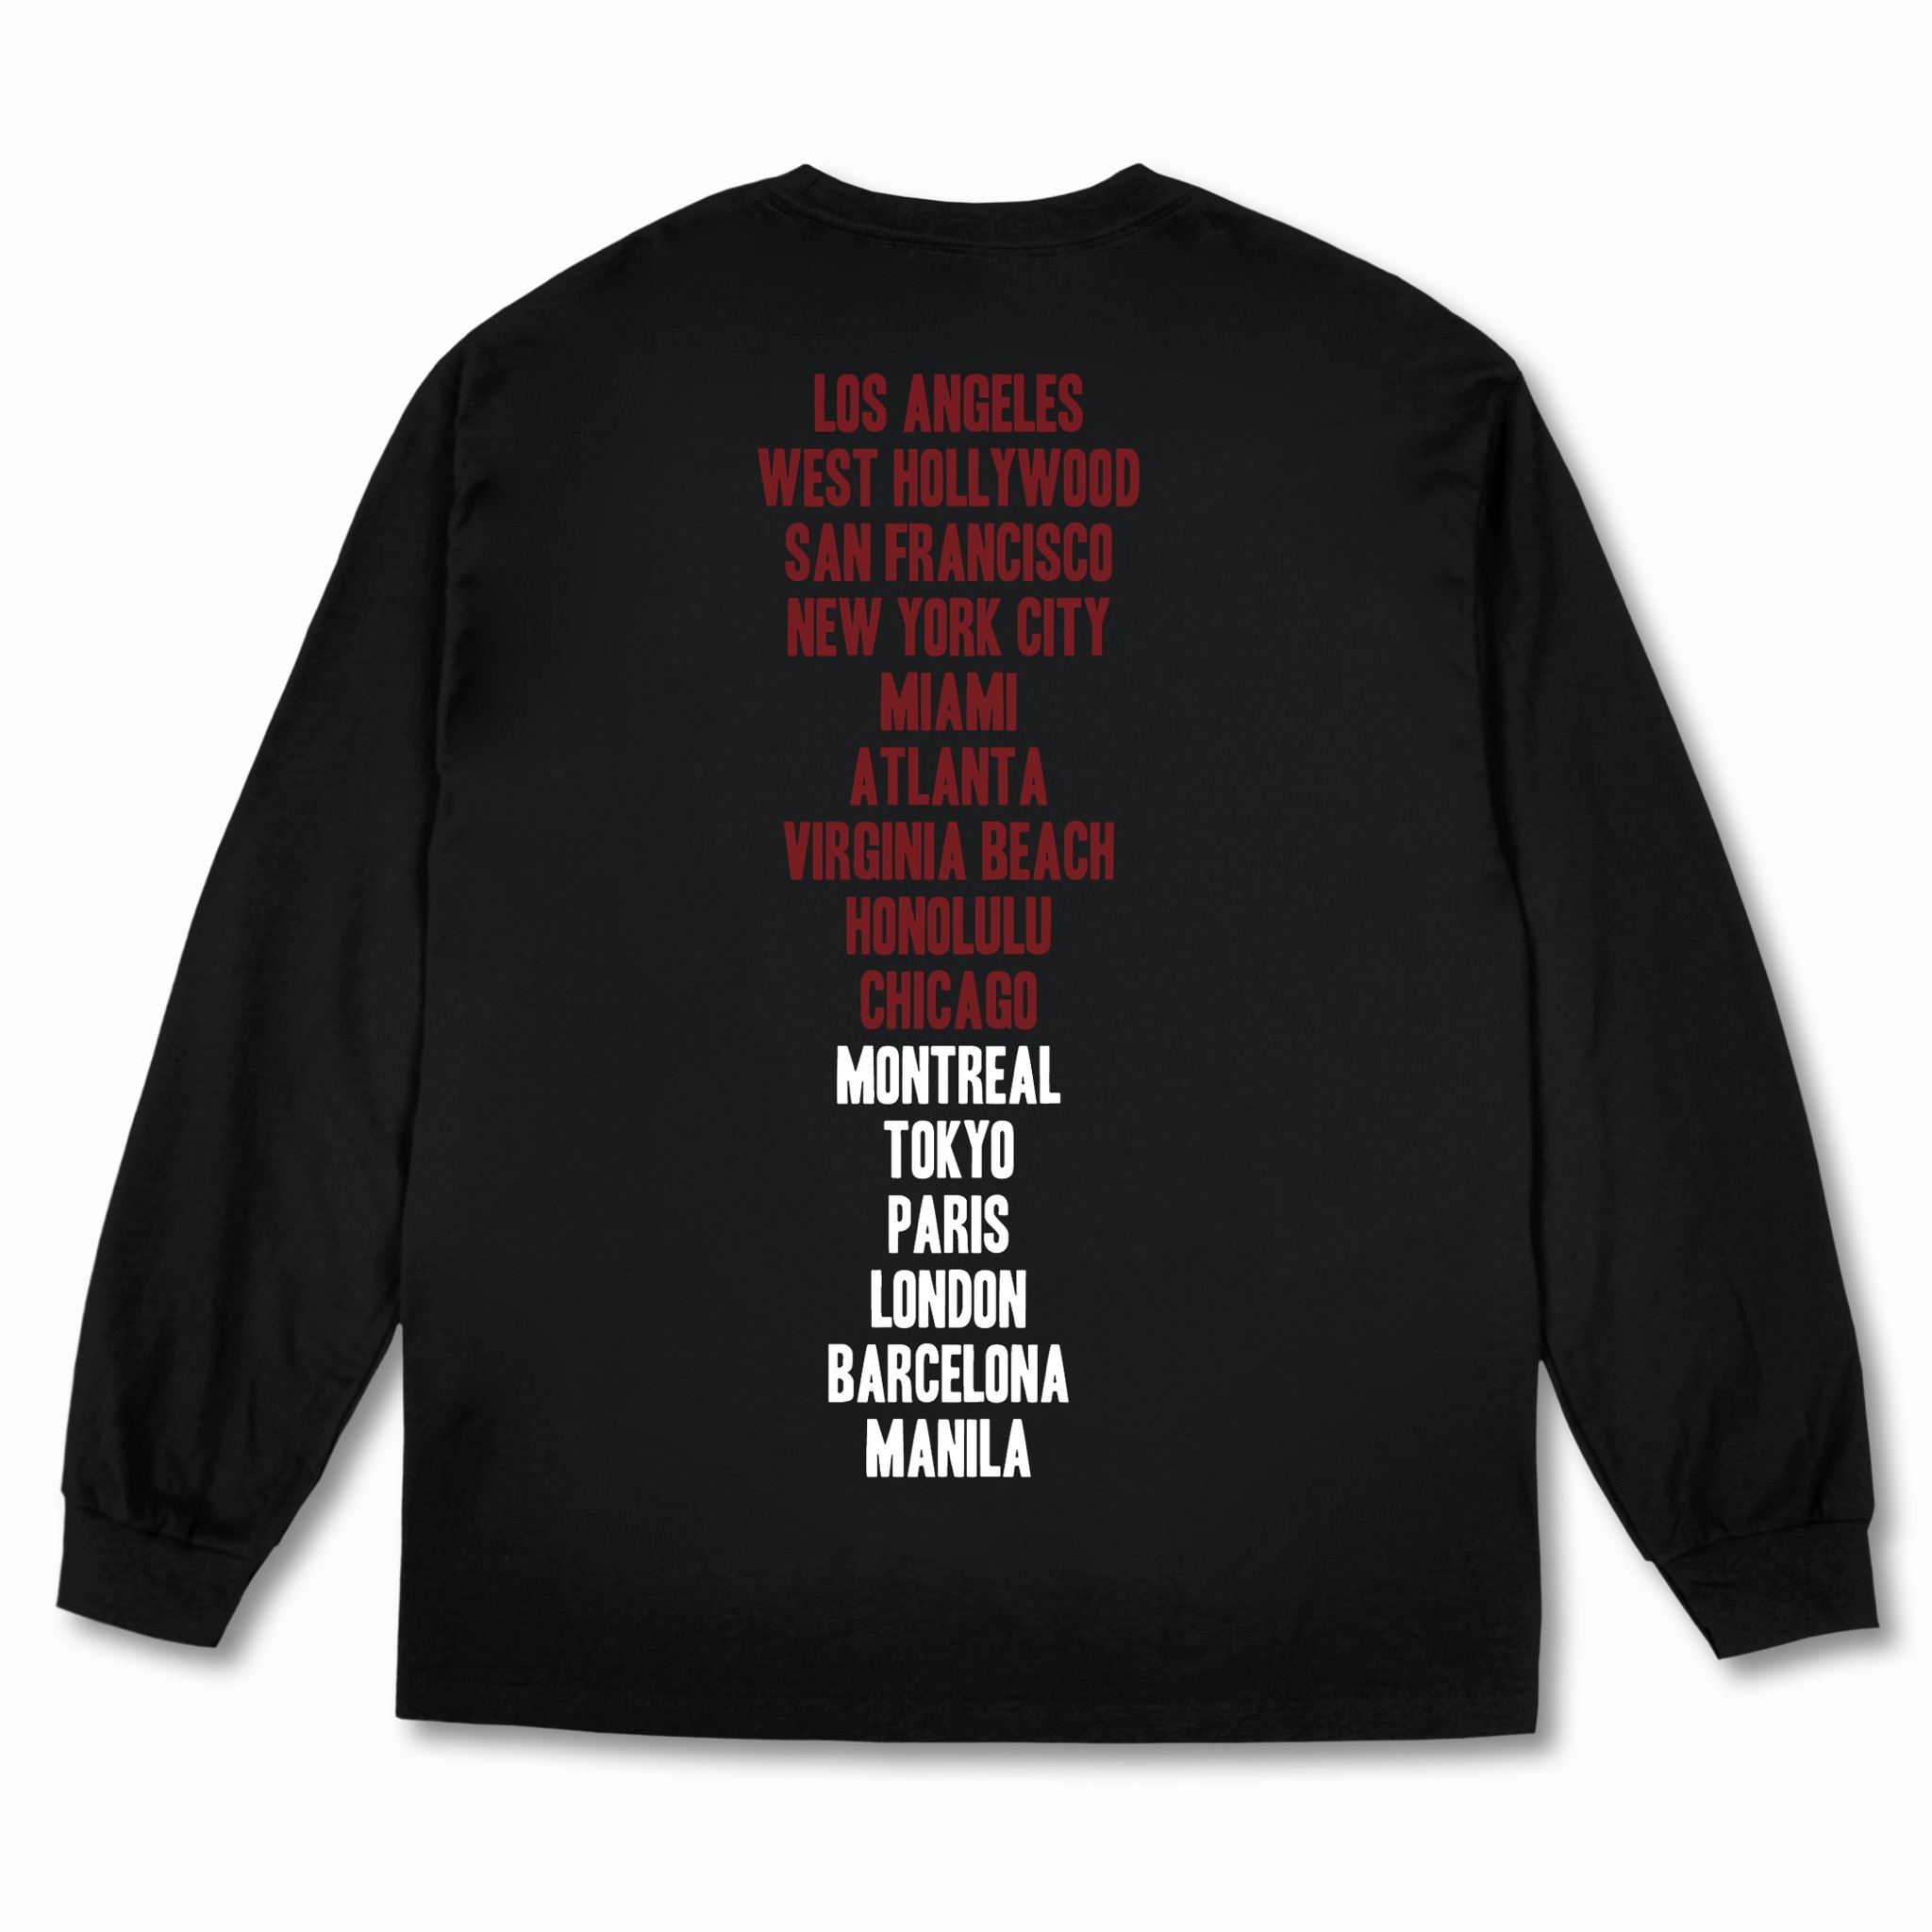 LOS ANGELES
WEST HOLLYWOOD
SAN FRANCISCO
NEW YORK CITY
MIAMI
ATLANTA
VIRGINIA BEACH
HONOLULU
CHICAGO
MONTREAL
TOKYO
PARIS
LONDON
BARCELONA
MANILA